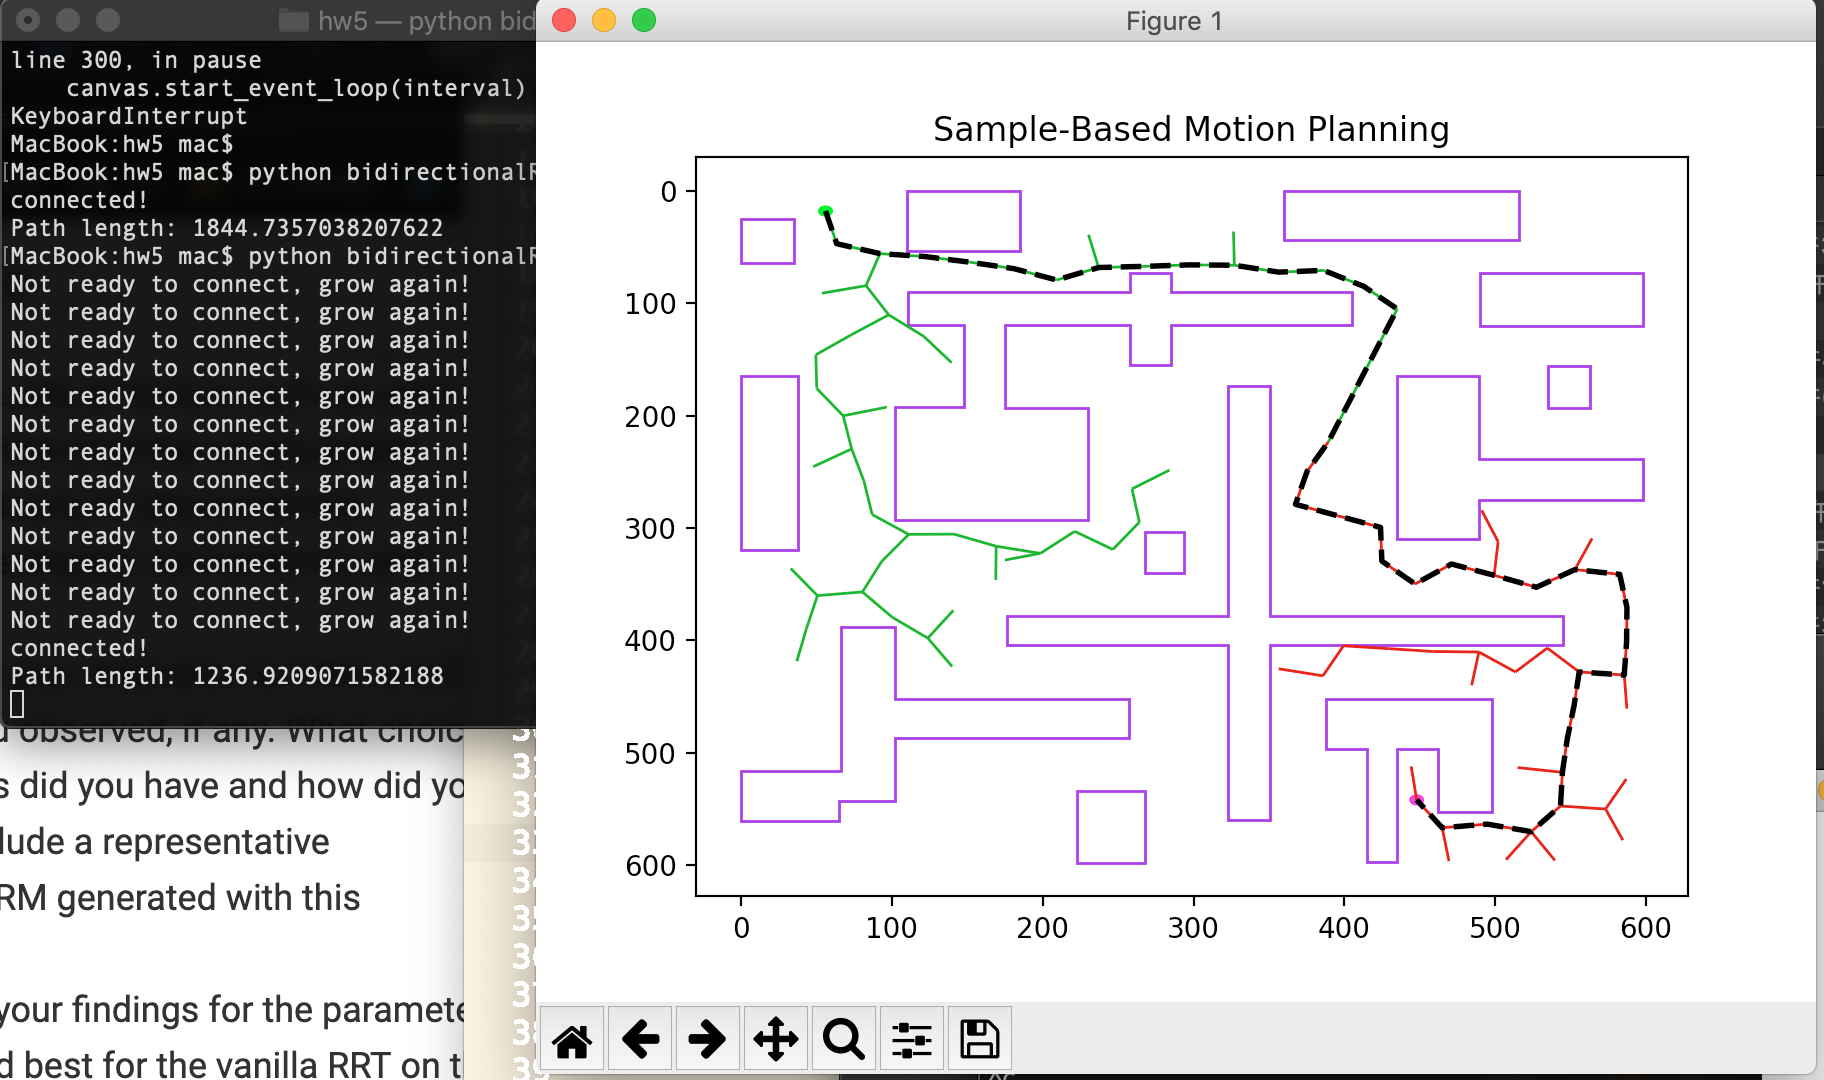 hw5 — python bid
line 300, in pause
canvas.start_event_loop(interval)
KeyboardInterrupt
MacBook:hw5 mac$
[MacBook:hw5 mac$ python bidirectionalR
connected!
Path length: 1844.7357038207622
[MacBook:hw5 mac$ python bidirectionalR
Not ready to connect, grow again!
Not ready to connect, grow again!
Not ready to connect, grow again!
Not ready to connect, grow again!
Not ready to connect, grow again!
Not ready to connect, grow again!
Not ready to connect, grow again!
Not ready to connect, grow again!
Not ready to connect, grow again!
Not ready to connect, grow again!
Not ready to connect, grow again!
Not ready to connect, grow again!
Not ready to connect, grow again!
connected!
Path length: 1236.9209071582188
observed, if any. What choic
s did you have and how did yo
lude a representative
RM generated with this
your findings for the paramete
d best for the vanilla RRT on t
Figure 1
Sample-Based Motion Planning
0
100
200
300
400
500
600
0 100 200 300 400 500 600